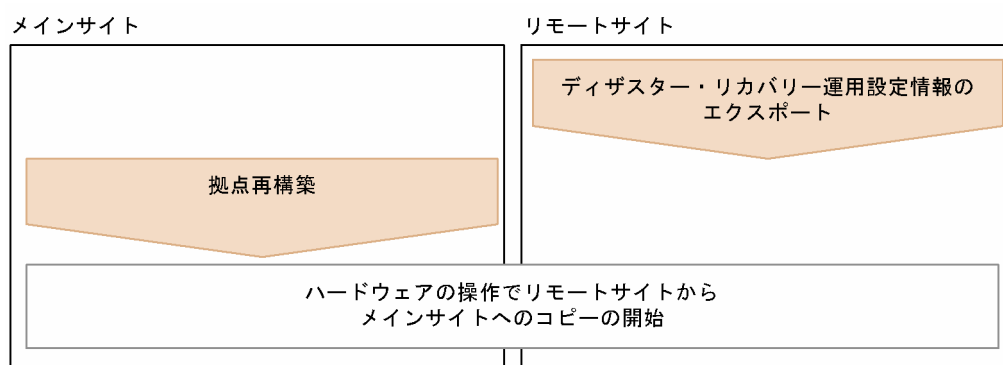 メインサイト
リモートサイト
ディザスター・リカバリー運用設定情報の
エクスポート
拠点再構築
ハードウェアの操作でリモートサイトから
メインサイトへのコピーの開始